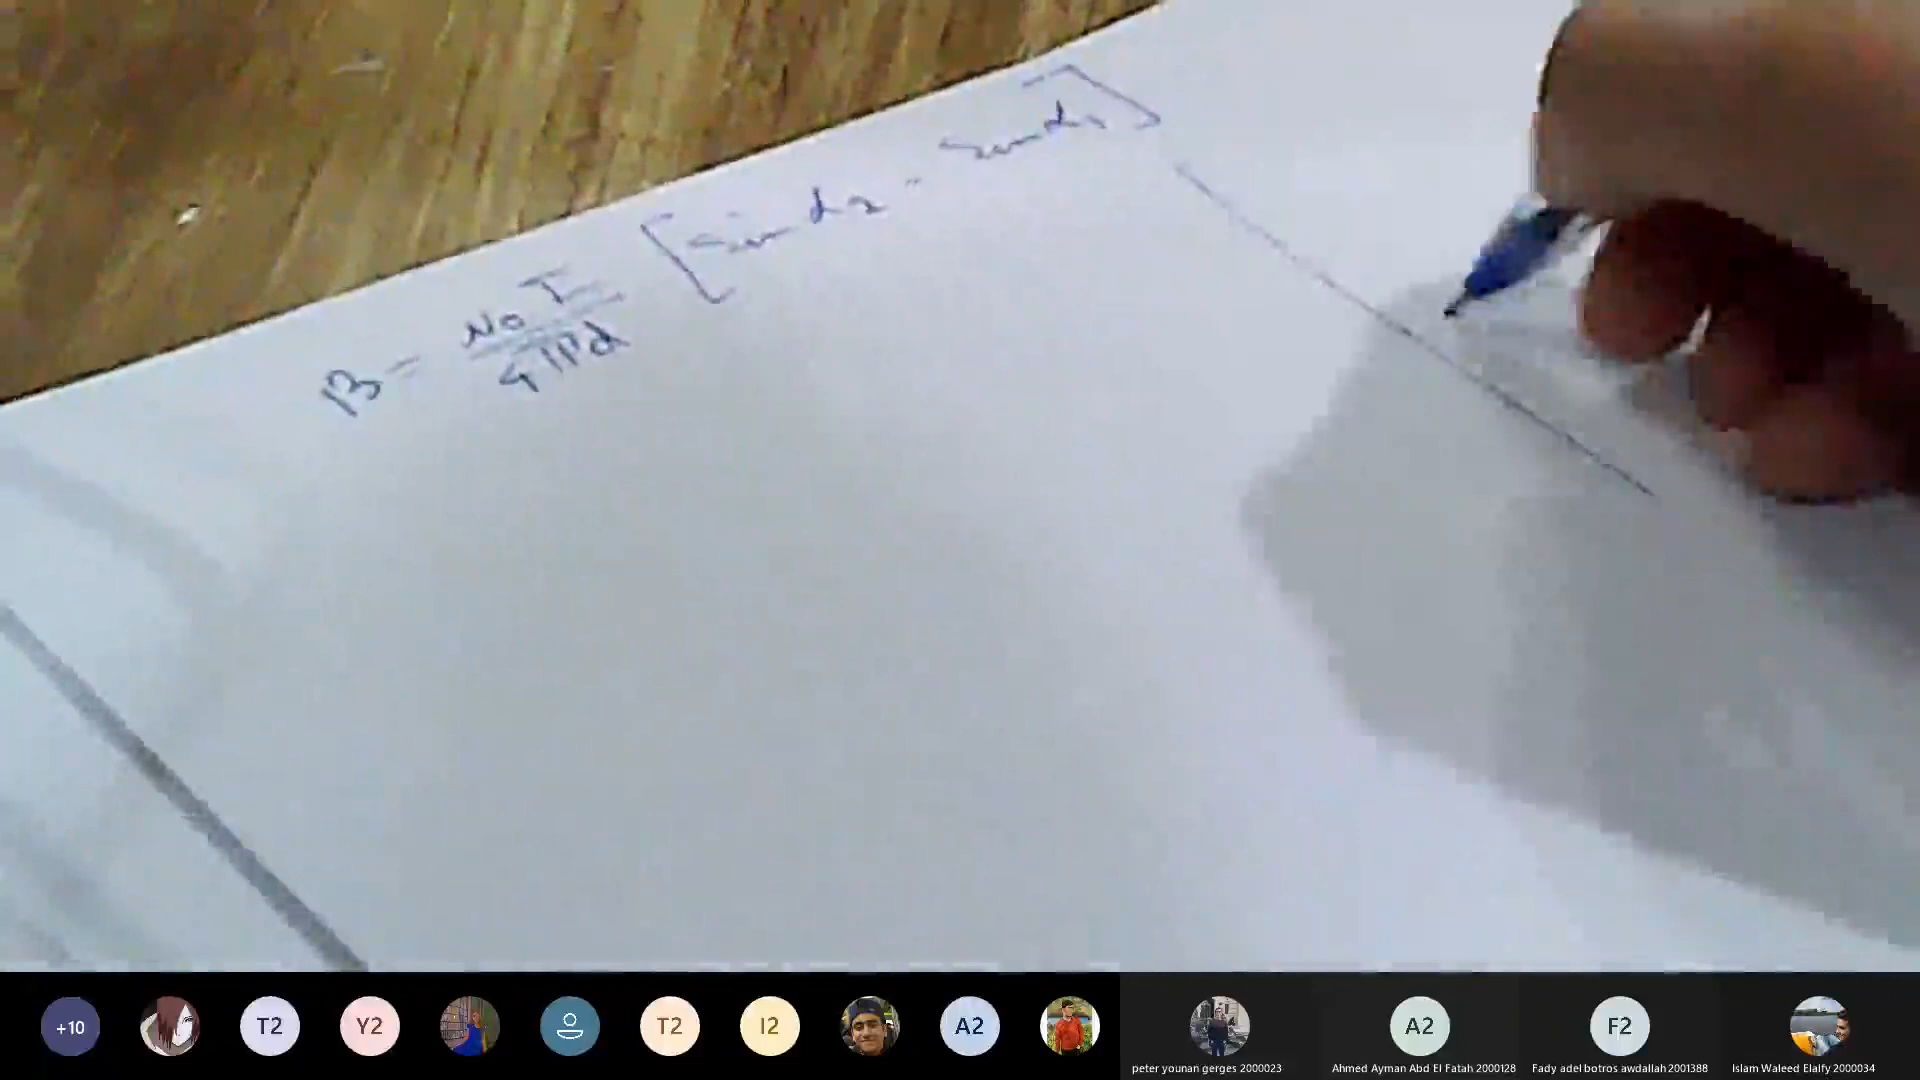 B = μ₀ I / 4πd [sin α₂ - sin α₁]
+10
T2
Y2
T2
I2
A2
A2
F2
peter younan gerges 2000023
Ahmed Ayman Abd El Fatah 2000128
Fady adel botros awdallah 2001388
Islam Waleed Elalfy 2000034